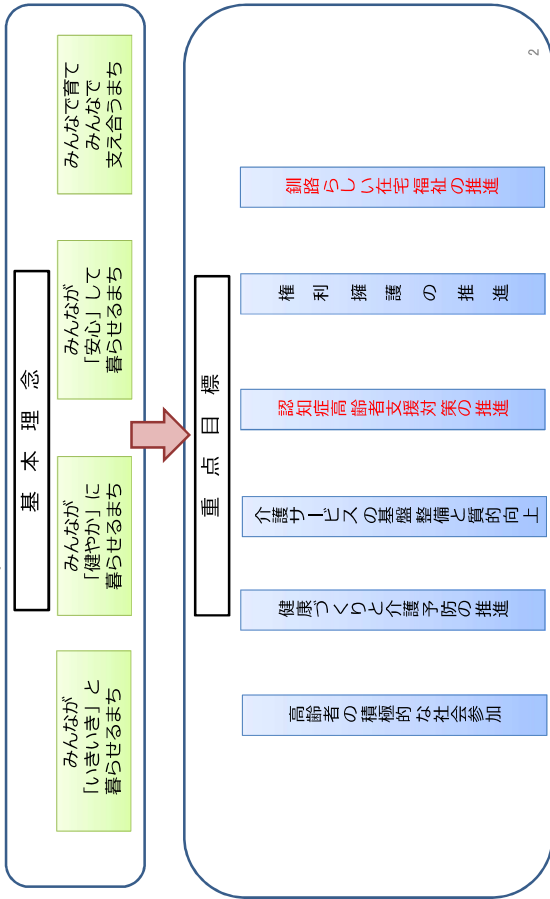 基本理念
みんなが
「いきいき」と
暮らせるまち
みんなが
「健やか」に
暮らせるまち
みんなが
「安心」して
暮らせるまち
みんなで育て
みんなで
支え合うまち
重点目標
高齢者の積極的な社会参加
健康づくりと介護予防の推進
介護サービスの基盤整備と質的向上
認知症高齢者支援対策の推進
権利擁護の推進
釧路らしい在宅福祉の推進
2